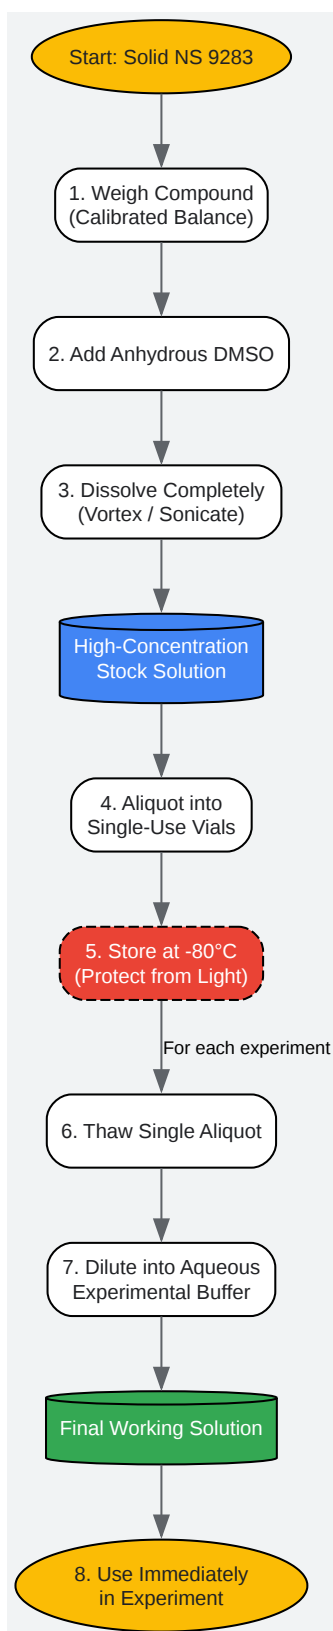 Start: Solid NS 9283
1. Weigh Compound
(Calibrated Balance)
2. Add Anhydrous DMSO
3. Dissolve Completely
(Vortex / Sonicate)
High-Concentration
Stock Solution
4. Aliquot into
Single-Use Vials
5. Store at -80°C
(Protect from Light)
For each experiment
6. Thaw Single Aliquot
7. Dilute into Aqueous
Experimental Buffer
Final Working Solution
8. Use Immediately
in Experiment